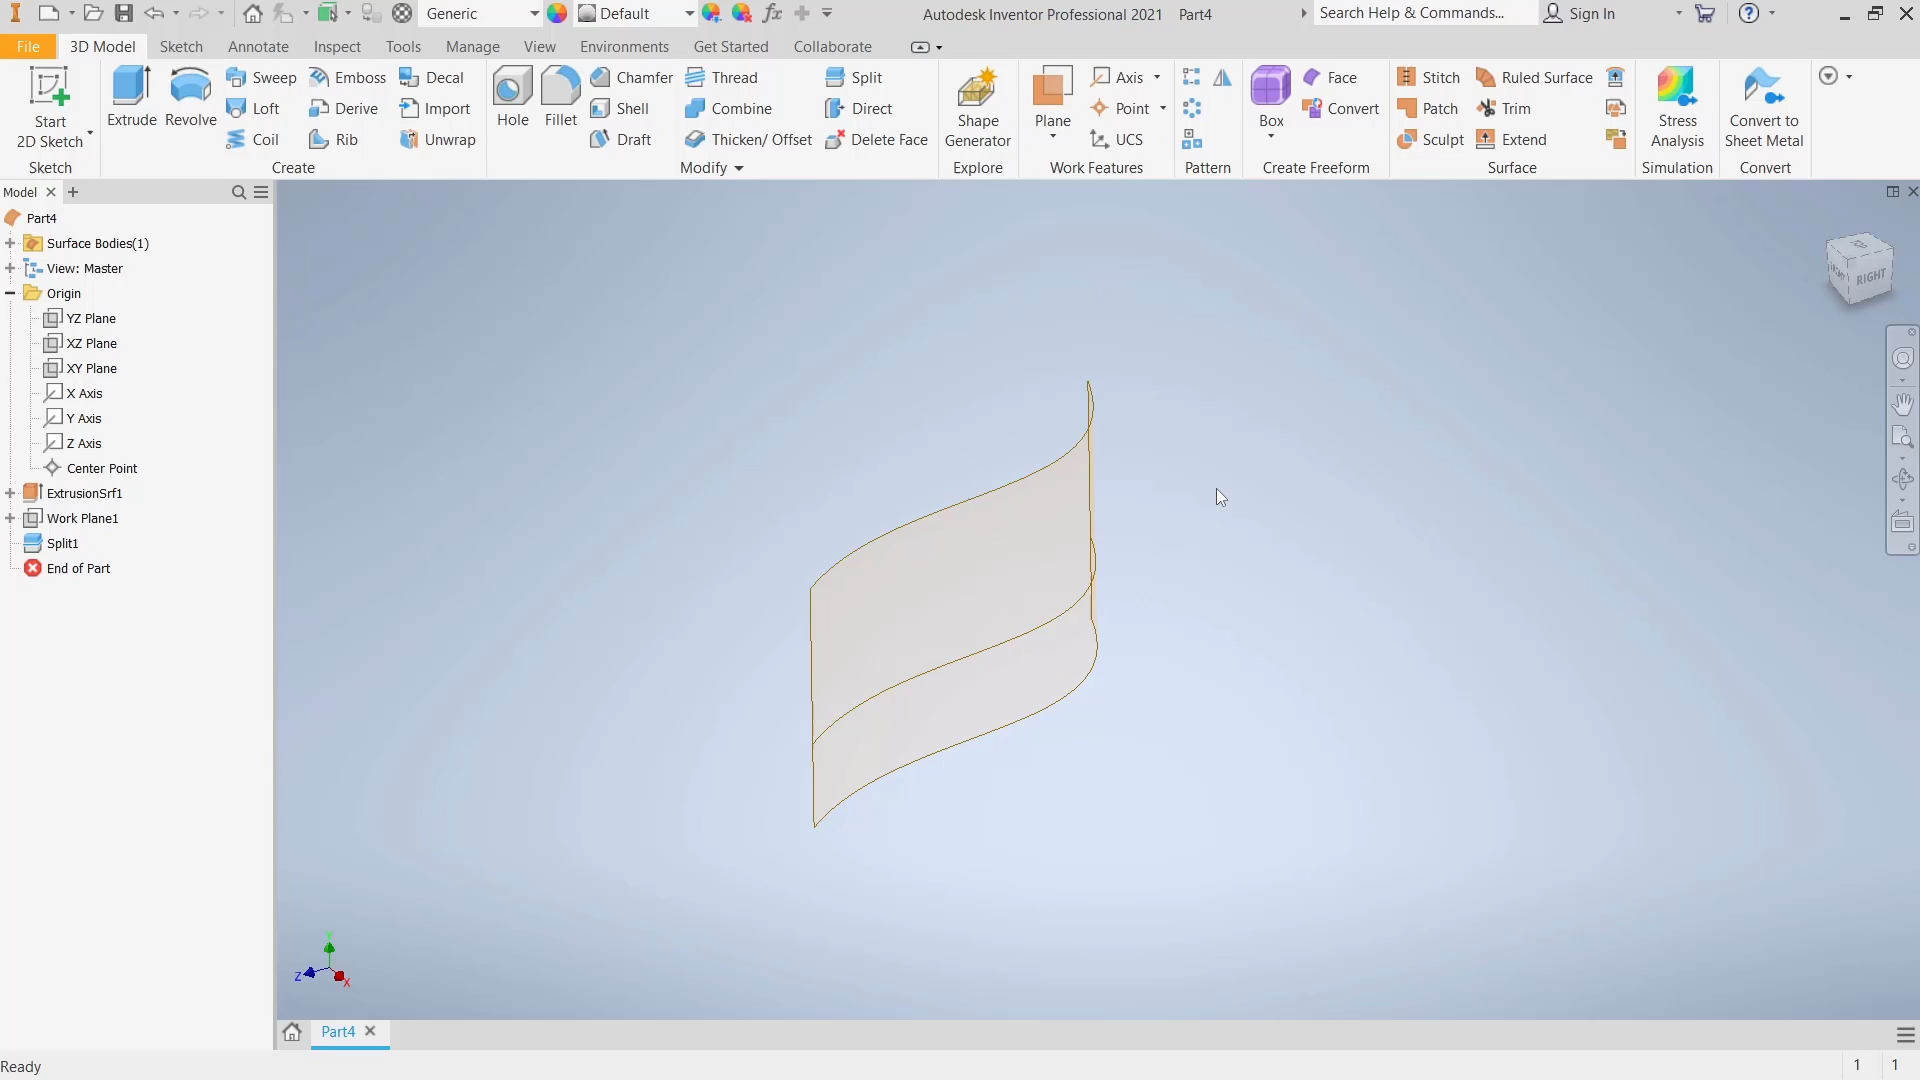 Generic
Default
fx
Autodesk Inventor Professional 2021 Part4
Search Help & Commands...
Sign In
File 3D Model Sketch Annotate Inspect Tools Manage View Environments Get Started Collaborate
Start
2D Sketch
Sketch
Extrude
Revolve
Sweep Emboss Decal
Loft Derive Import
Coil Rib Unwrap
Create
Hole
Fillet
Chamfer Thread Split
Shell Combine Direct
Draft Thicken/ Offset Delete Face
Modify
Shape
Generator
Explore
Plane
Axis
Point
UCS
Work Features
Pattern
Box
Face
Convert
Create Freeform
Stitch Ruled Surface
Patch Trim
Sculpt Extend
Surface
Stress
Analysis
Simulation
Convert to
Sheet Metal
Convert
Model
Part4
Surface Bodies(1)
View: Master
Origin
YZ Plane
XZ Plane
XY Plane
X Axis
Y Axis
Z Axis
Center Point
ExtrusionSrf1
Work Plane1
Split1
End of Part
TOP
RIGHT
Y
Z
X
Part4
Ready
1 1